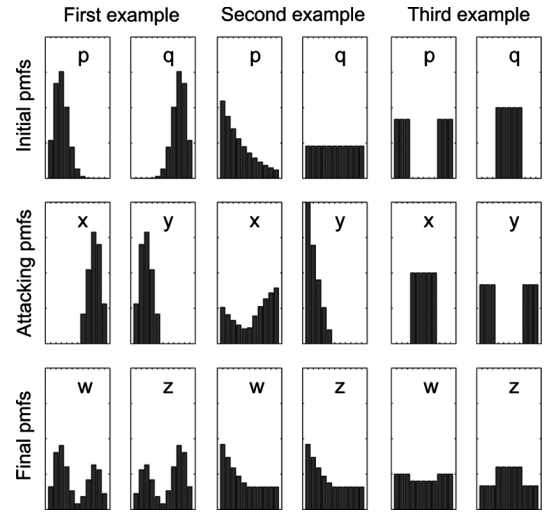 First example Second example Third example
Initial pmfs
p q p q p q
Attacking pmfs
x y x y x y
Final pmfs
w z w z w z